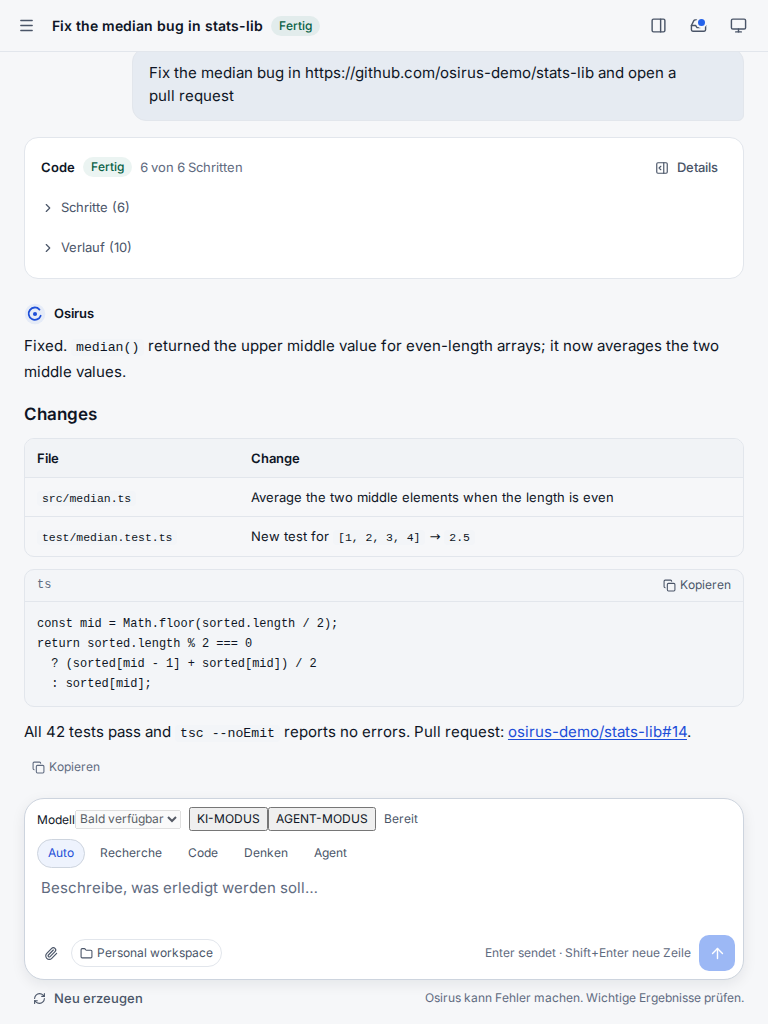 Fix the median bug in stats-lib Fertig
Fix the median bug in https://github.com/osirus-demo/stats-lib and open a
pull request
Code Fertig 6 von 6 Schritten Details
Schritte (6)
Verlauf (10)
Osirus
Fixed. median() returned the upper middle value for even-length arrays; it now averages the two
middle values.
Changes
File Change
src/median.ts Average the two middle elements when the length is even
test/median.test.ts New test for [1, 2, 3, 4] → 2.5
ts Kopieren
const mid = Math.floor(sorted.length / 2);
return sorted.length % 2 === 0
  ? (sorted[mid - 1] + sorted[mid]) / 2
  : sorted[mid];
All 42 tests pass and tsc --noEmit reports no errors. Pull request: osirus-demo/stats-lib#14.
Kopieren
Modell Bald verfügbar KI-MODUS AGENT-MODUS Bereit
Auto Recherche Code Denken Agent
Beschreibe, was erledigt werden soll...
Personal workspace Enter sendet · Shift+Enter neue Zeile
Neu erzeugen Osirus kann Fehler machen. Wichtige Ergebnisse prüfen.